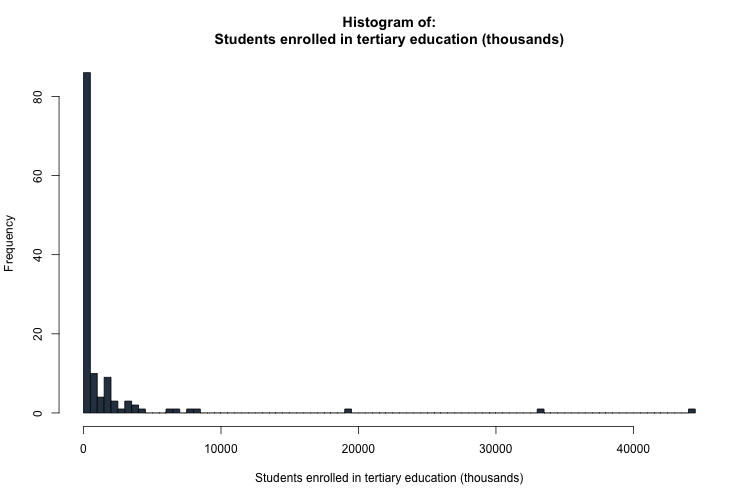 Histogram of:
Students enrolled in tertiary education (thousands)
80
60
40
20
0
Frequency
0 10000 20000 30000 40000
Students enrolled in tertiary education (thousands)